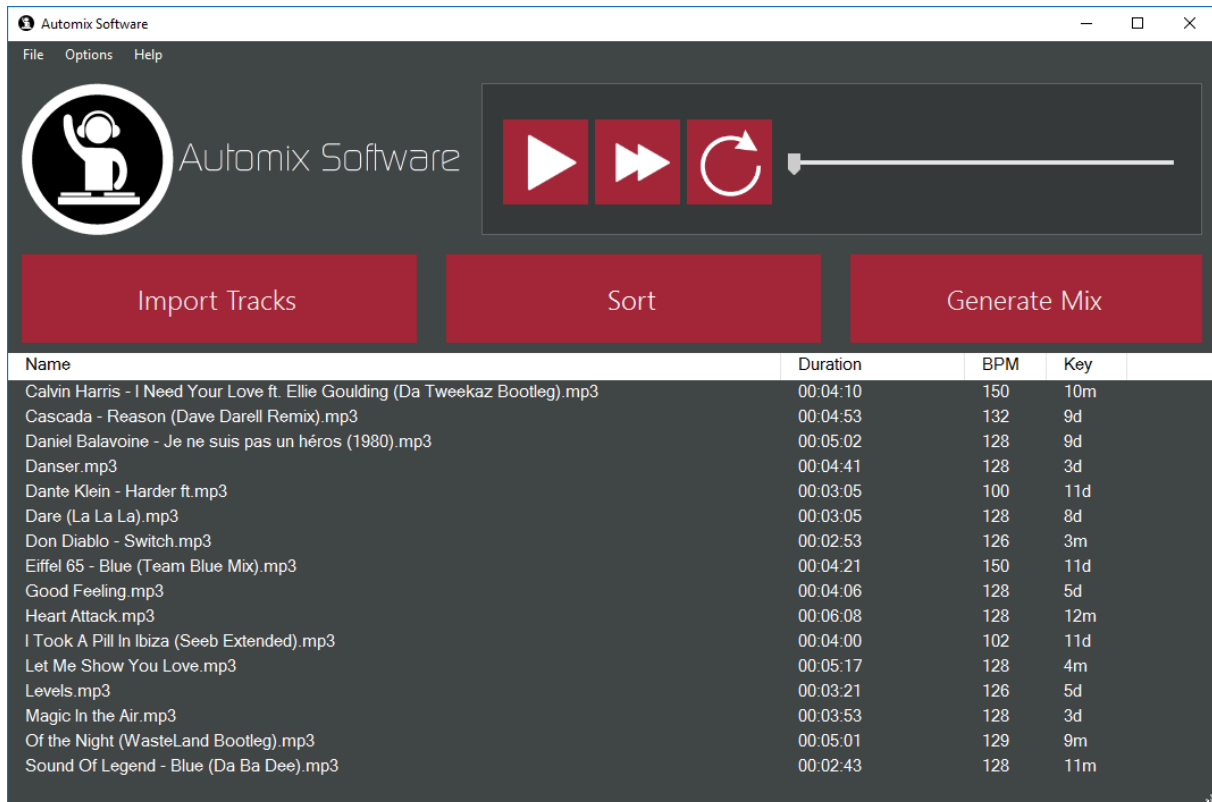 Automix Software
File Options Help
Automix Software
Import Tracks Sort Generate Mix
Name Duration BPM Key
Calvin Harris - I Need Your Love ft. Ellie Goulding (Da Tweekaz Bootleg).mp3 00:04:10 150 10m
Cascada - Reason (Dave Darell Remix).mp3 00:04:53 132 9d
Daniel Balavoine - Je ne suis pas un héros (1980).mp3 00:05:02 128 9d
Danser.mp3 00:04:41 128 3d
Dante Klein - Harder ft.mp3 00:03:05 100 11d
Dare (La La La).mp3 00:03:05 128 8d
Don Diablo - Switch.mp3 00:02:53 126 3m
Eiffel 65 - Blue (Team Blue Mix).mp3 00:04:21 150 11d
Good Feeling.mp3 00:04:06 128 5d
Heart Attack.mp3 00:06:08 128 12m
I Took A Pill In Ibiza (Seeb Extended).mp3 00:04:00 102 11d
Let Me Show You Love.mp3 00:05:17 128 4m
Levels.mp3 00:03:21 126 5d
Magic In the Air.mp3 00:03:53 128 3d
Of the Night (WasteLand Bootleg).mp3 00:05:01 129 9m
Sound Of Legend - Blue (Da Ba Dee).mp3 00:02:43 128 11m